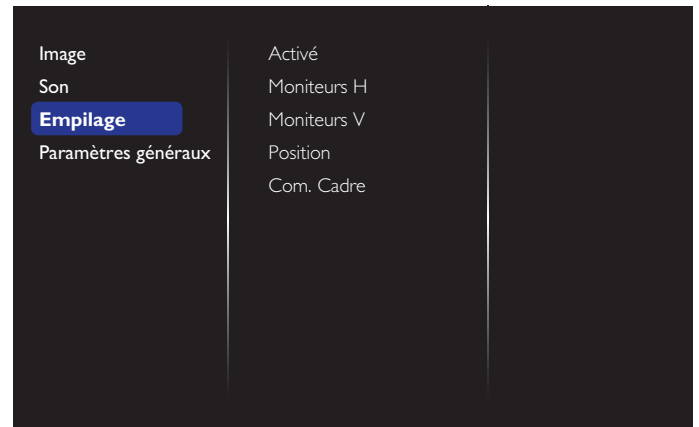 Image
Son
Empilage
Paramètres généraux
Activé
Moniteurs H
Moniteurs V
Position
Com. Cadre